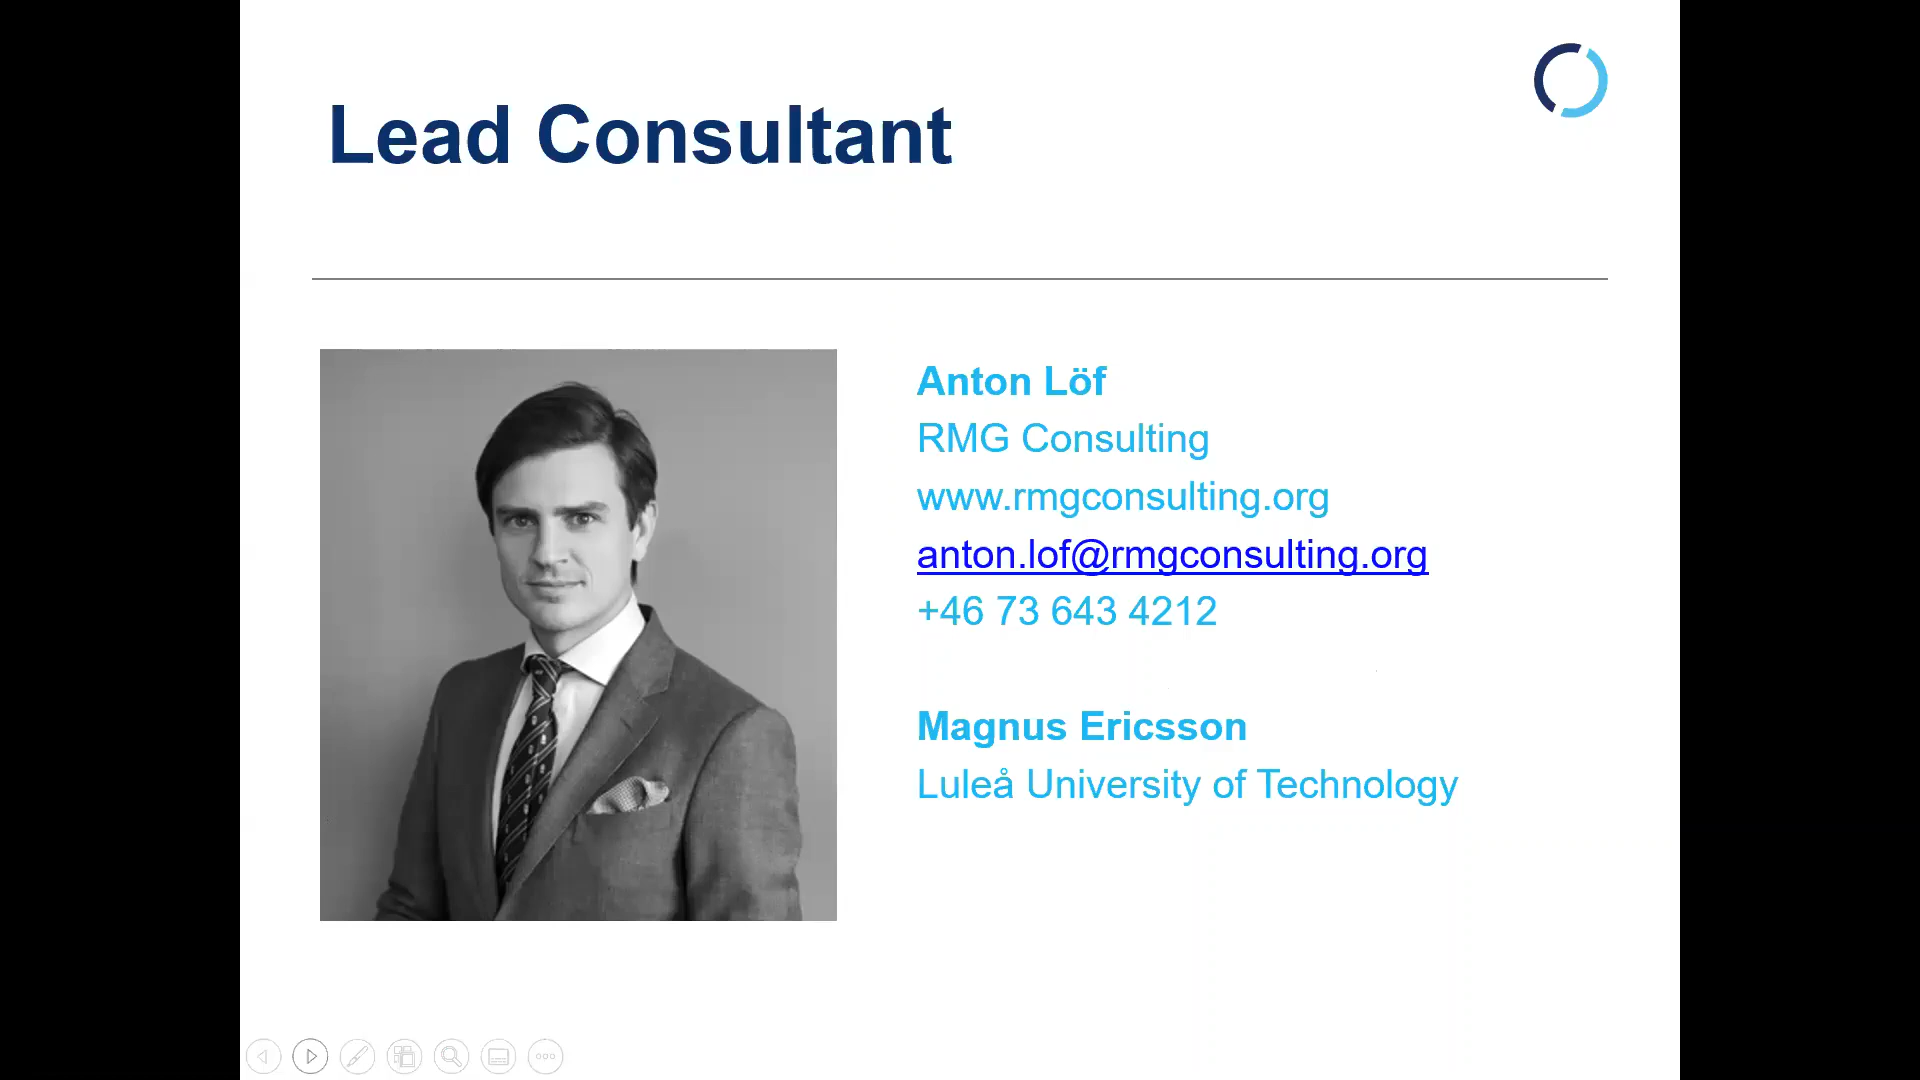 Lead Consultant
Anton Löf
RMG Consulting
www.rmgconsulting.org
anton.lof@rmgconsulting.org
+46 73 643 4212
Magnus Ericsson
Luleå University of Technology